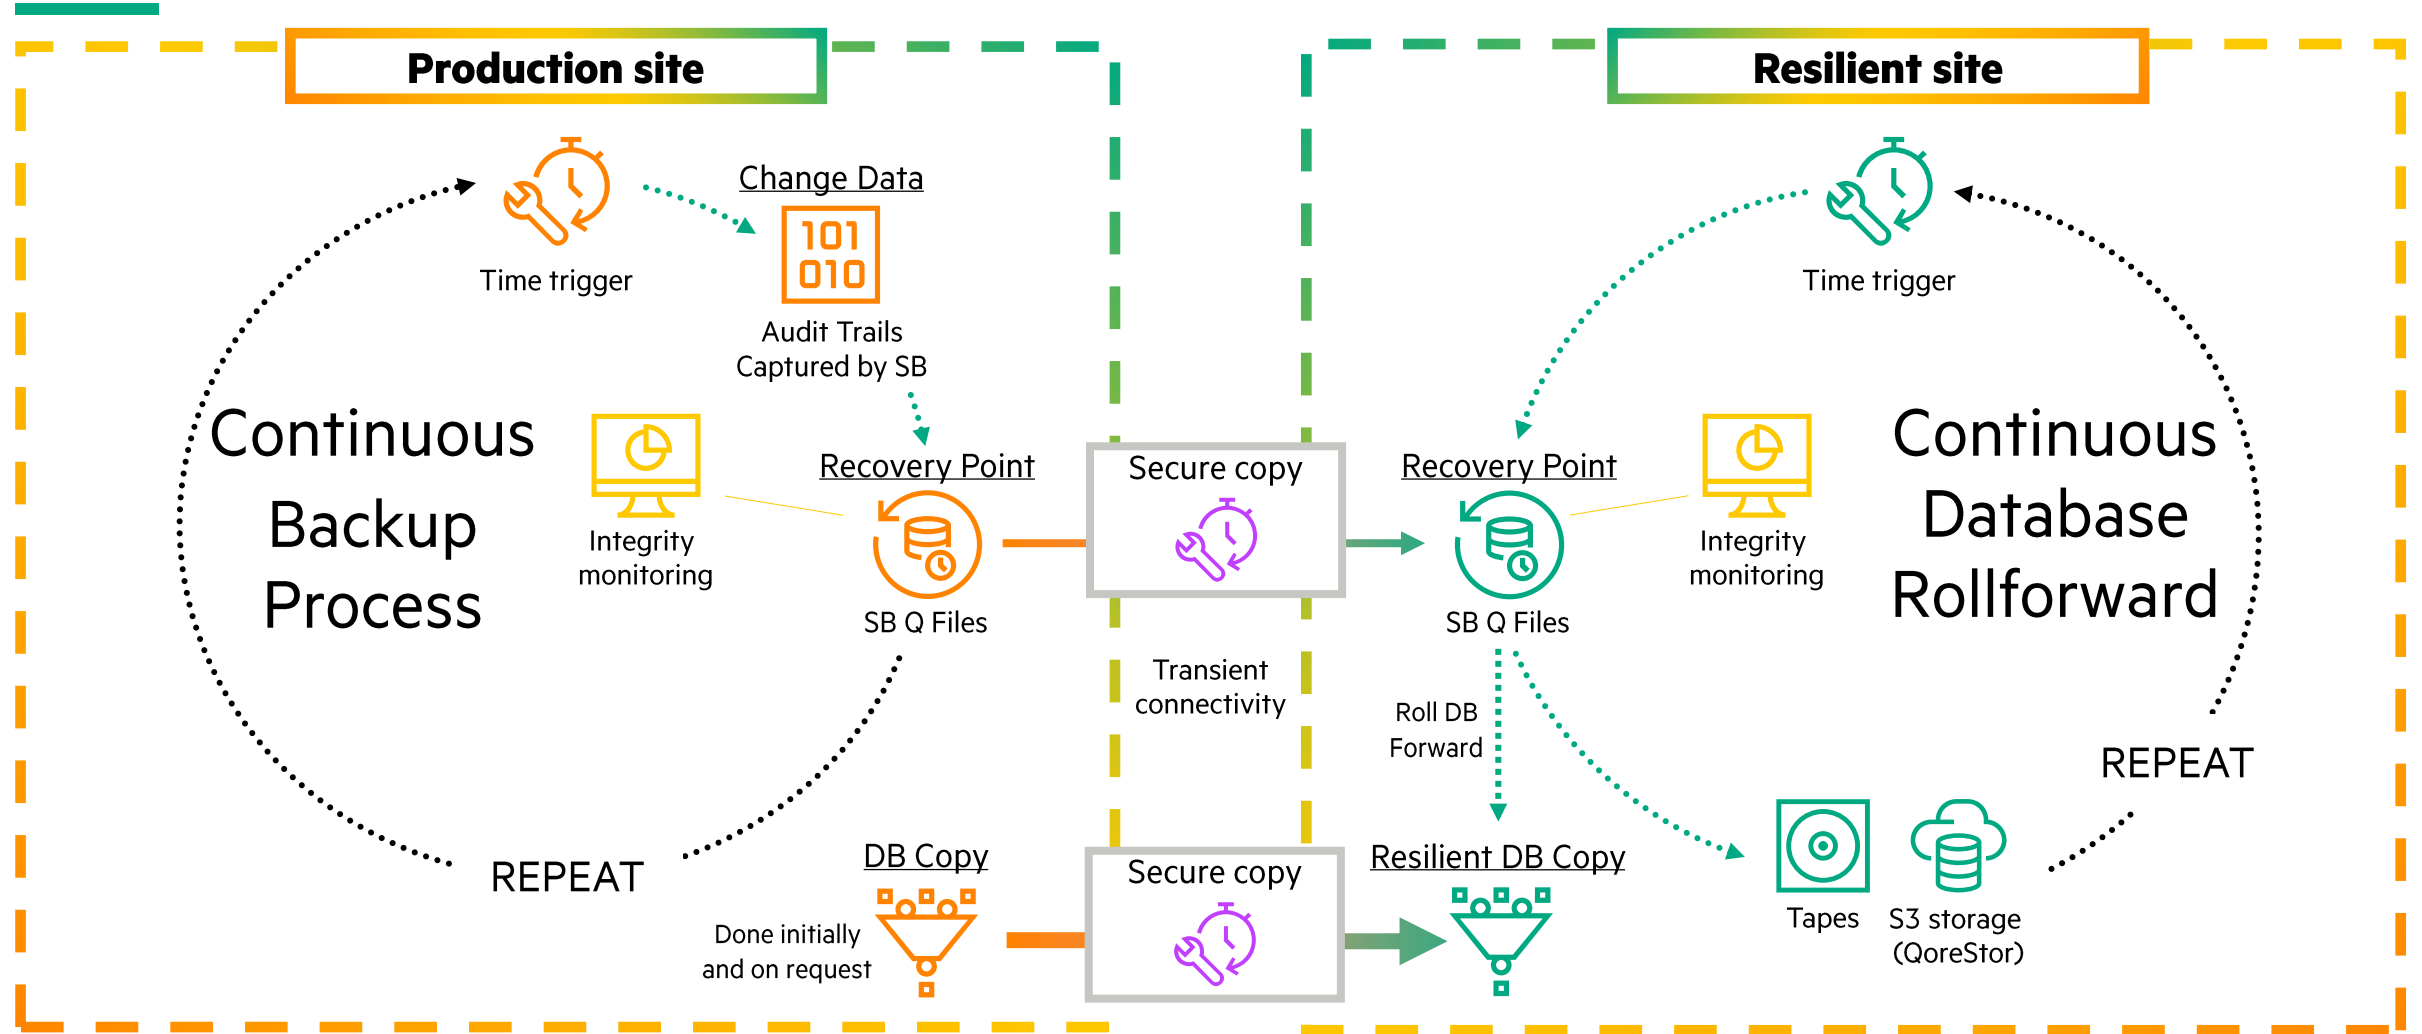 Production site
Time trigger
Change Data
101
010
Audit Trails
Captured by SB
Continuous
Backup
Process
Integrity
monitoring
Recovery Point
SB Q Files
REPEAT
DB Copy
Done initially
and on request
Secure copy
Transient
connectivity
Secure copy
Resilient site
Time trigger
Recovery Point
SB Q Files
Integrity
monitoring
Continuous
Database
Rollforward
Roll DB
Forward
REPEAT
Resilient DB Copy
Tapes
S3 storage
(QoreStor)